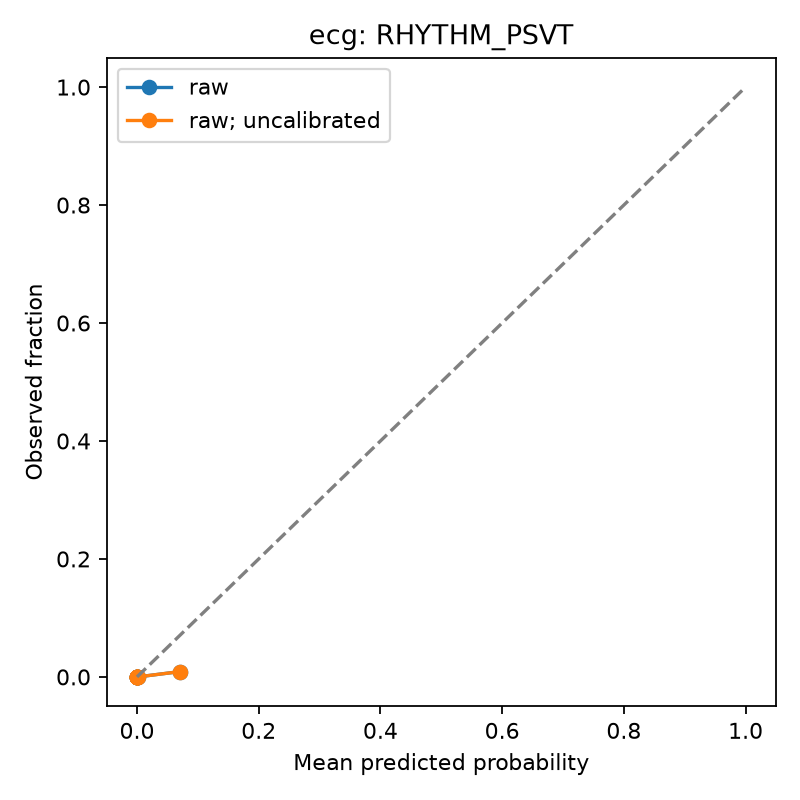 ecg: RHYTHM_PSVT
raw
raw; uncalibrated
1.0
0.8
0.6
0.4
0.2
0.0
Observed fraction
0.0 0.2 0.4 0.6 0.8 1.0
Mean predicted probability